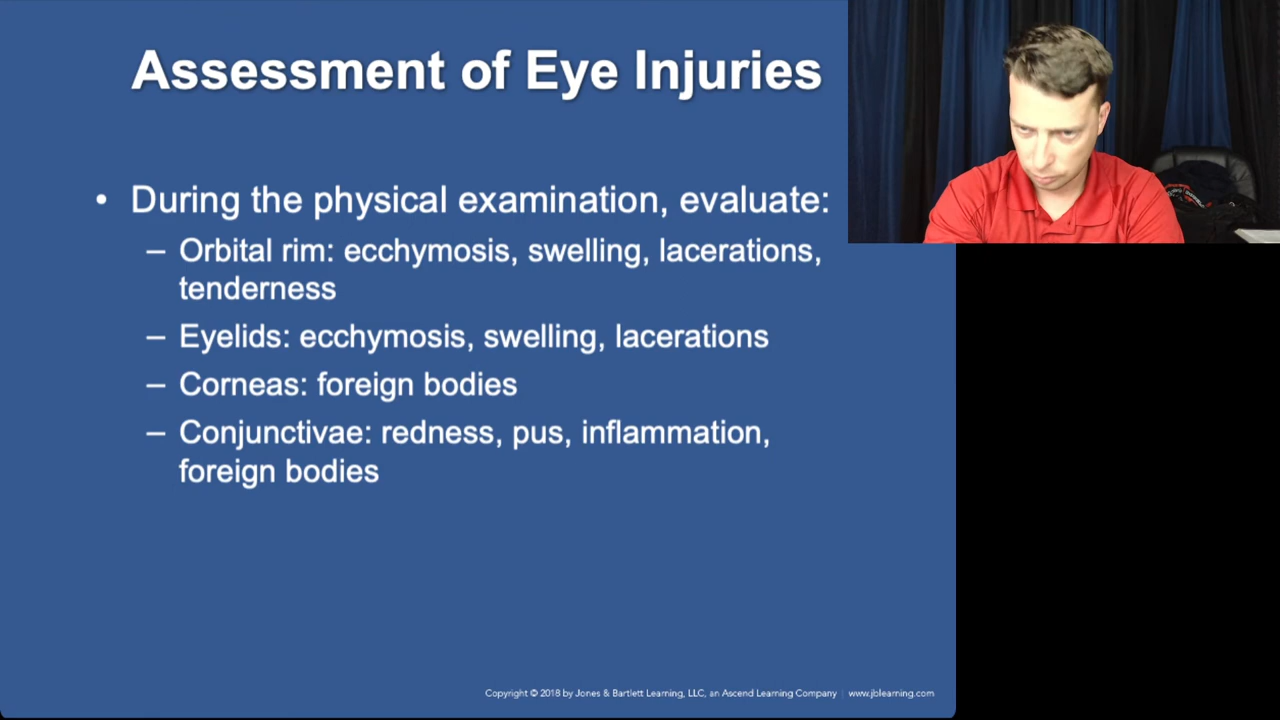 Assessment of Eye Injuries
• During the physical examination, evaluate:
– Orbital rim: ecchymosis, swelling, lacerations,
tenderness
– Eyelids: ecchymosis, swelling, lacerations
– Corneas: foreign bodies
– Conjunctivae: redness, pus, inflammation,
foreign bodies
Copyright © 2018 by Jones & Bartlett Learning, LLC, an Ascend Learning Company | www.jblearning.com